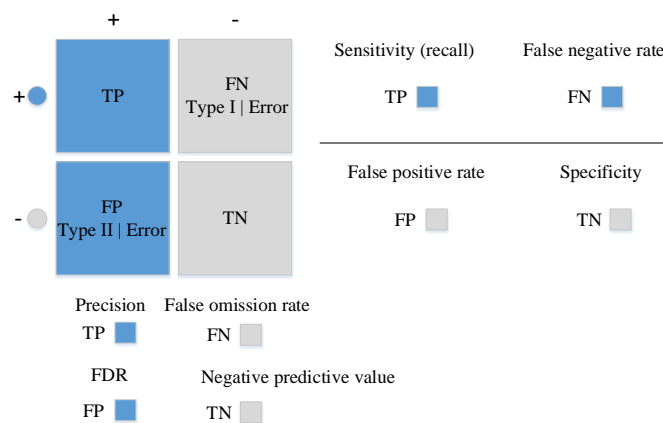 + -
Sensitivity (recall) False negative rate
+ TP FN
Type I | Error
TP FN
False positive rate Specificity
- FP
Type II | Error TN
FP TN
Precision False omission rate
TP FN
FDR Negative predictive value
FP TN